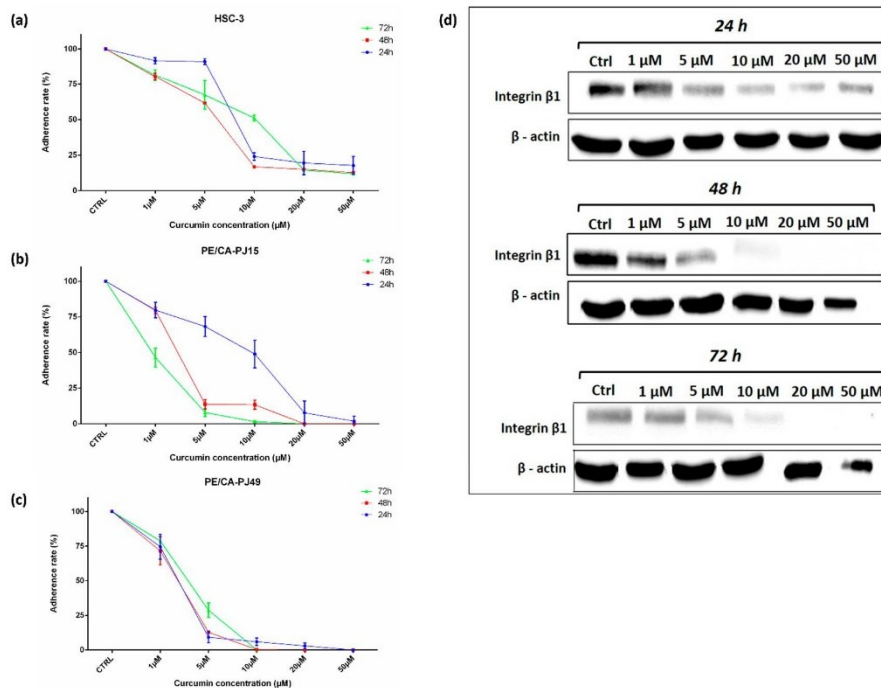 (a)
HSC-3
72h
48h
24h
Adherence rate (%)
100
75
50
25
0
CTRL
1µM
5µM
10µM
20µM
50µM
Curcumin concentration (µM)
(b)
PE/CA-PJ15
72h
48h
24h
Adherence rate (%)
100
75
50
25
0
CTRL
1µM
5µM
10µM
20µM
50µM
Curcumin concentration (µM)
(c)
PE/CA-PJ49
72h
48h
24h
Adherence rate (%)
100
75
50
25
0
CTRL
1µM
5µM
10µM
20µM
50µM
Curcumin concentration (µM)
(d)
24 h
Ctrl 1 µM 5 µM 10 µM 20 µM 50 µM
Integrin β1
β - actin
48 h
Ctrl 1 µM 5 µM 10 µM 20 µM 50 µM
Integrin β1
β - actin
72 h
Ctrl 1 µM 5 µM 10 µM 20 µM 50 µM
Integrin β1
β - actin